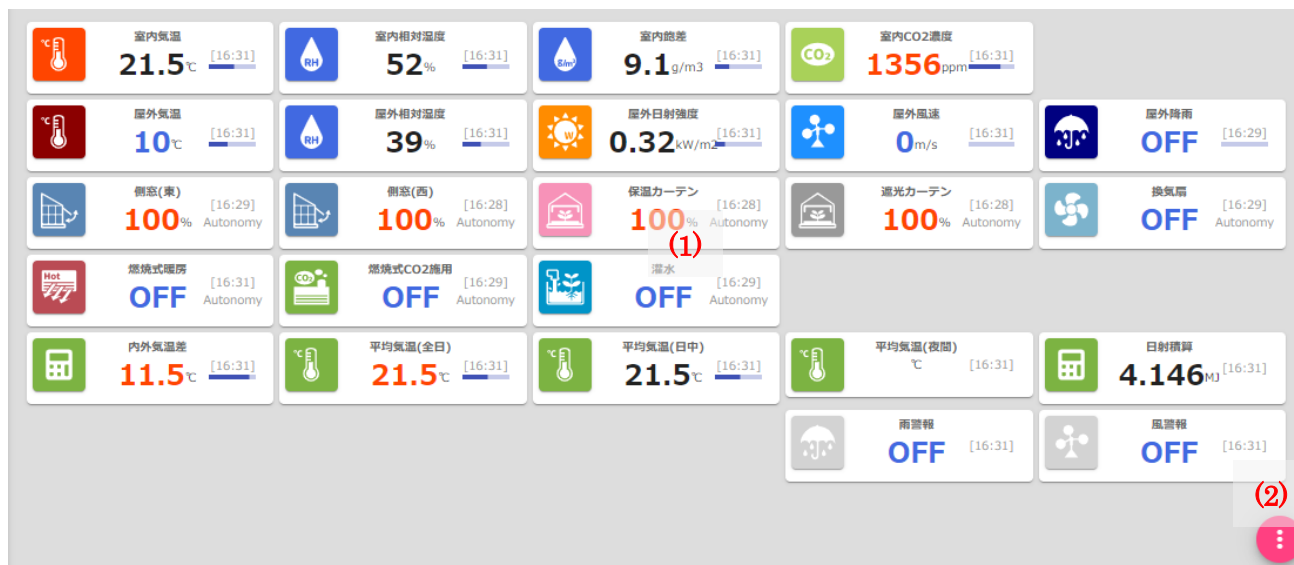 室内気温
21.5℃ [16:31]
室内相対湿度
RH
52% [16:31]
室内飽差
g/m³
9.1g/m3 [16:31]
室内CO2濃度
CO₂
1356ppm [16:31]
屋外気温
10℃ [16:31]
屋外相対湿度
RH
39% [16:31]
屋外日射強度
W
0.32kW/m2 [16:31]
屋外風速
0m/s [16:31]
屋外降雨
OFF [16:29]
側窓(東)
100% [16:29]
Autonomy
側窓(西)
100% [16:28]
Autonomy
保温カーテン
100% [16:28]
Autonomy
(1)
遮光カーテン
100% [16:28]
Autonomy
換気扇
OFF [16:29]
Autonomy
燃焼式暖房
Hot
OFF [16:31]
Autonomy
燃焼式CO2施用
CO₂
OFF [16:29]
Autonomy
潅水
OFF [16:29]
Autonomy
内外気温差
11.5℃ [16:31]
平均気温(全日)
℃
21.5℃ [16:31]
平均気温(日中)
℃
21.5℃ [16:31]
平均気温(夜間)
℃
℃ [16:31]
日射積算
4.146MJ [16:31]
雨警報
OFF [16:31]
風警報
OFF [16:31]
(2)